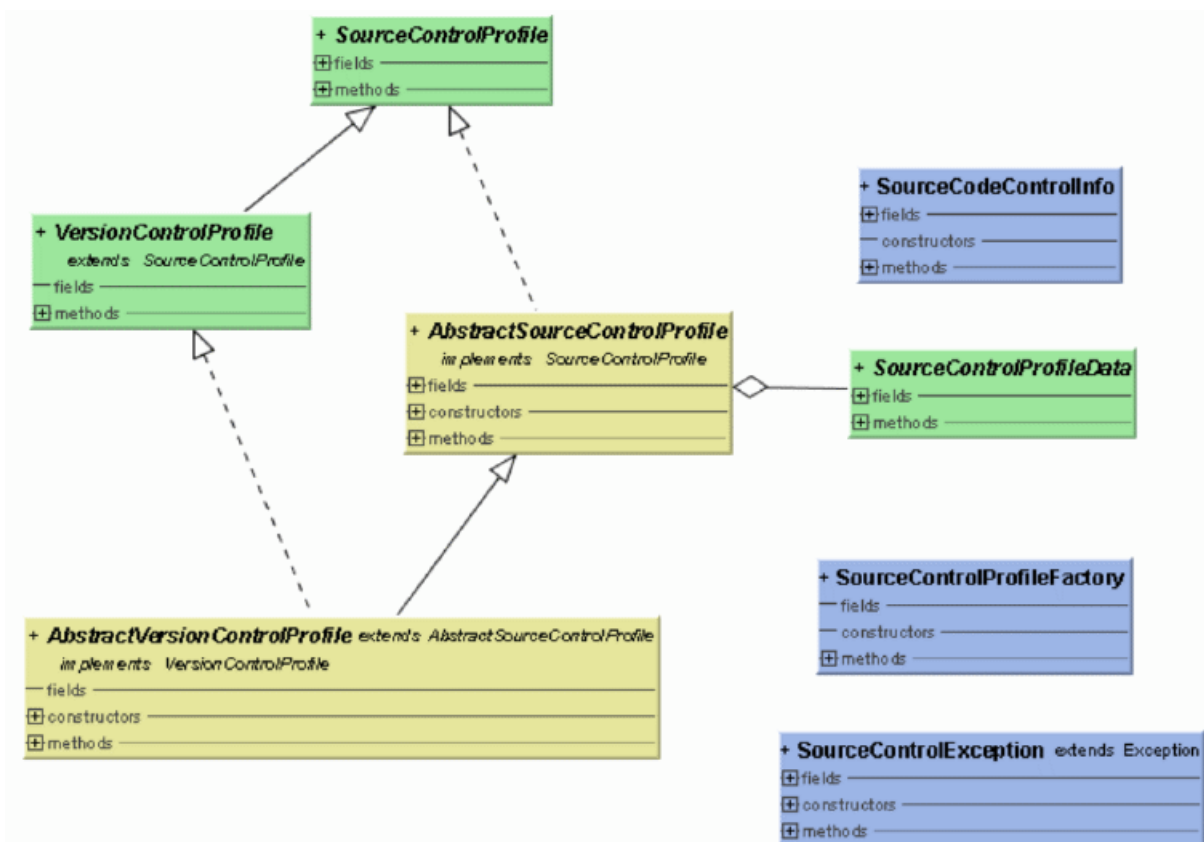 + SourceControlProfile
+ fields
+ methods
+ VersionControlProfile
extends SourceControlProfile
fields
+ methods
+ SourceCodeControlInfo
+ fields
constructors
+ methods
+ AbstractSourceControlProfile
implements SourceControlProfile
+ fields
+ constructors
+ methods
+ SourceControlProfileData
+ fields
+ methods
+ SourceControlProfileFactory
fields
constructors
+ methods
+ AbstractVersionControlProfile extends AbstractSourceControlProfile
implements VersionControlProfile
fields
+ constructors
+ methods
+ SourceControlException extends Exception
+ fields
+ constructors
+ methods